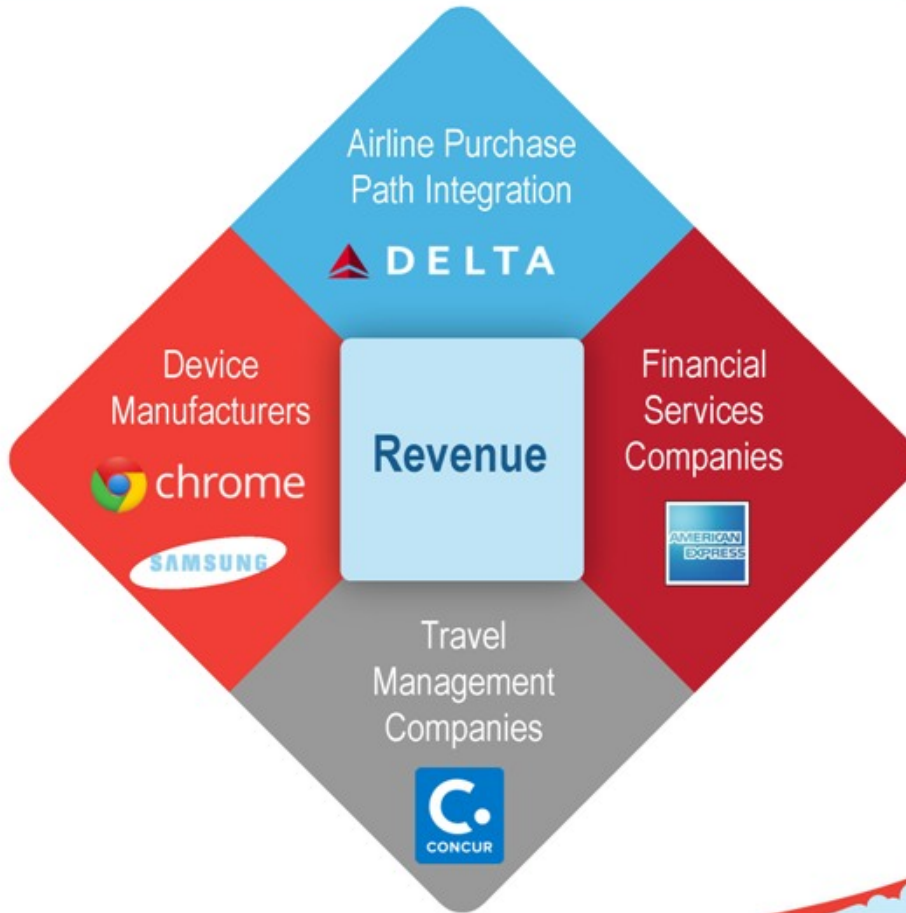 Airline Purchase
Path Integration
DELTA
Device
Manufacturers
chrome
SAMSUNG
Revenue
Financial
Services
Companies
AMERICAN
EXPRESS
Travel
Management
Companies
C.
CONCUR